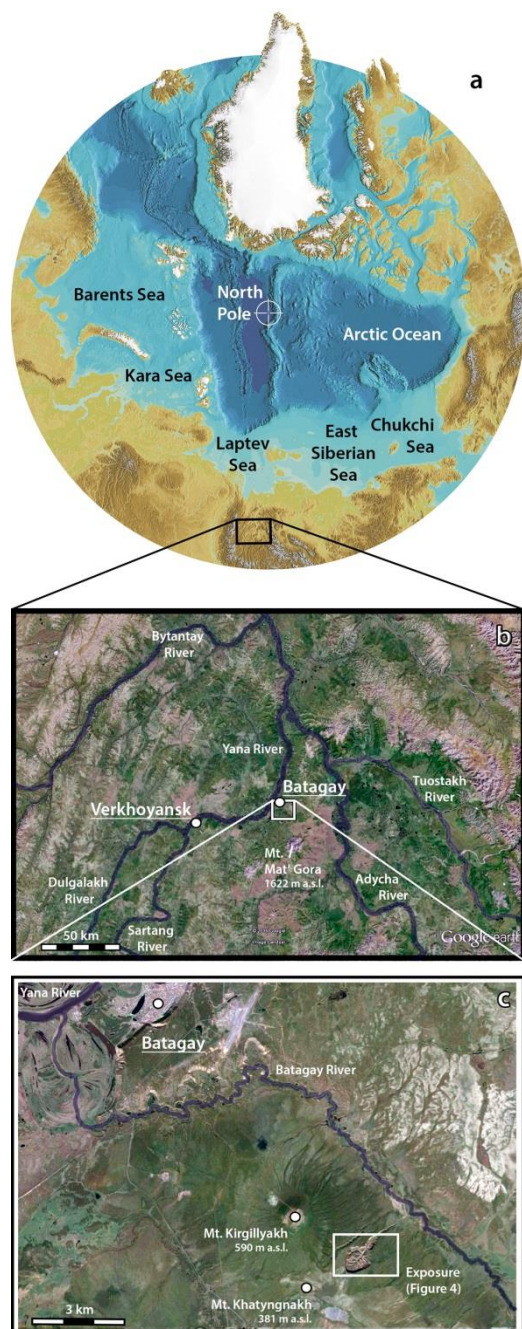 a
Barents Sea
North
Pole
Arctic Ocean
Kara Sea
Laptev
Sea
East
Siberian
Sea
Chukchi
Sea
b
Bytantay
River
Yana River
Batagay
Tuostakh
River
Verkhoyansk
Mt.
Mat' Gora
1622 m a.s.l.
Dulgalakh
River
Adycha
River
Sartang
River
50 km
Google earth
c
Yana River
Batagay
Batagay River
Mt. Kirgillyakh
590 m a.s.l.
Exposure
(Figure 4)
Mt. Khatyngnakh
381 m a.s.l.
3 km